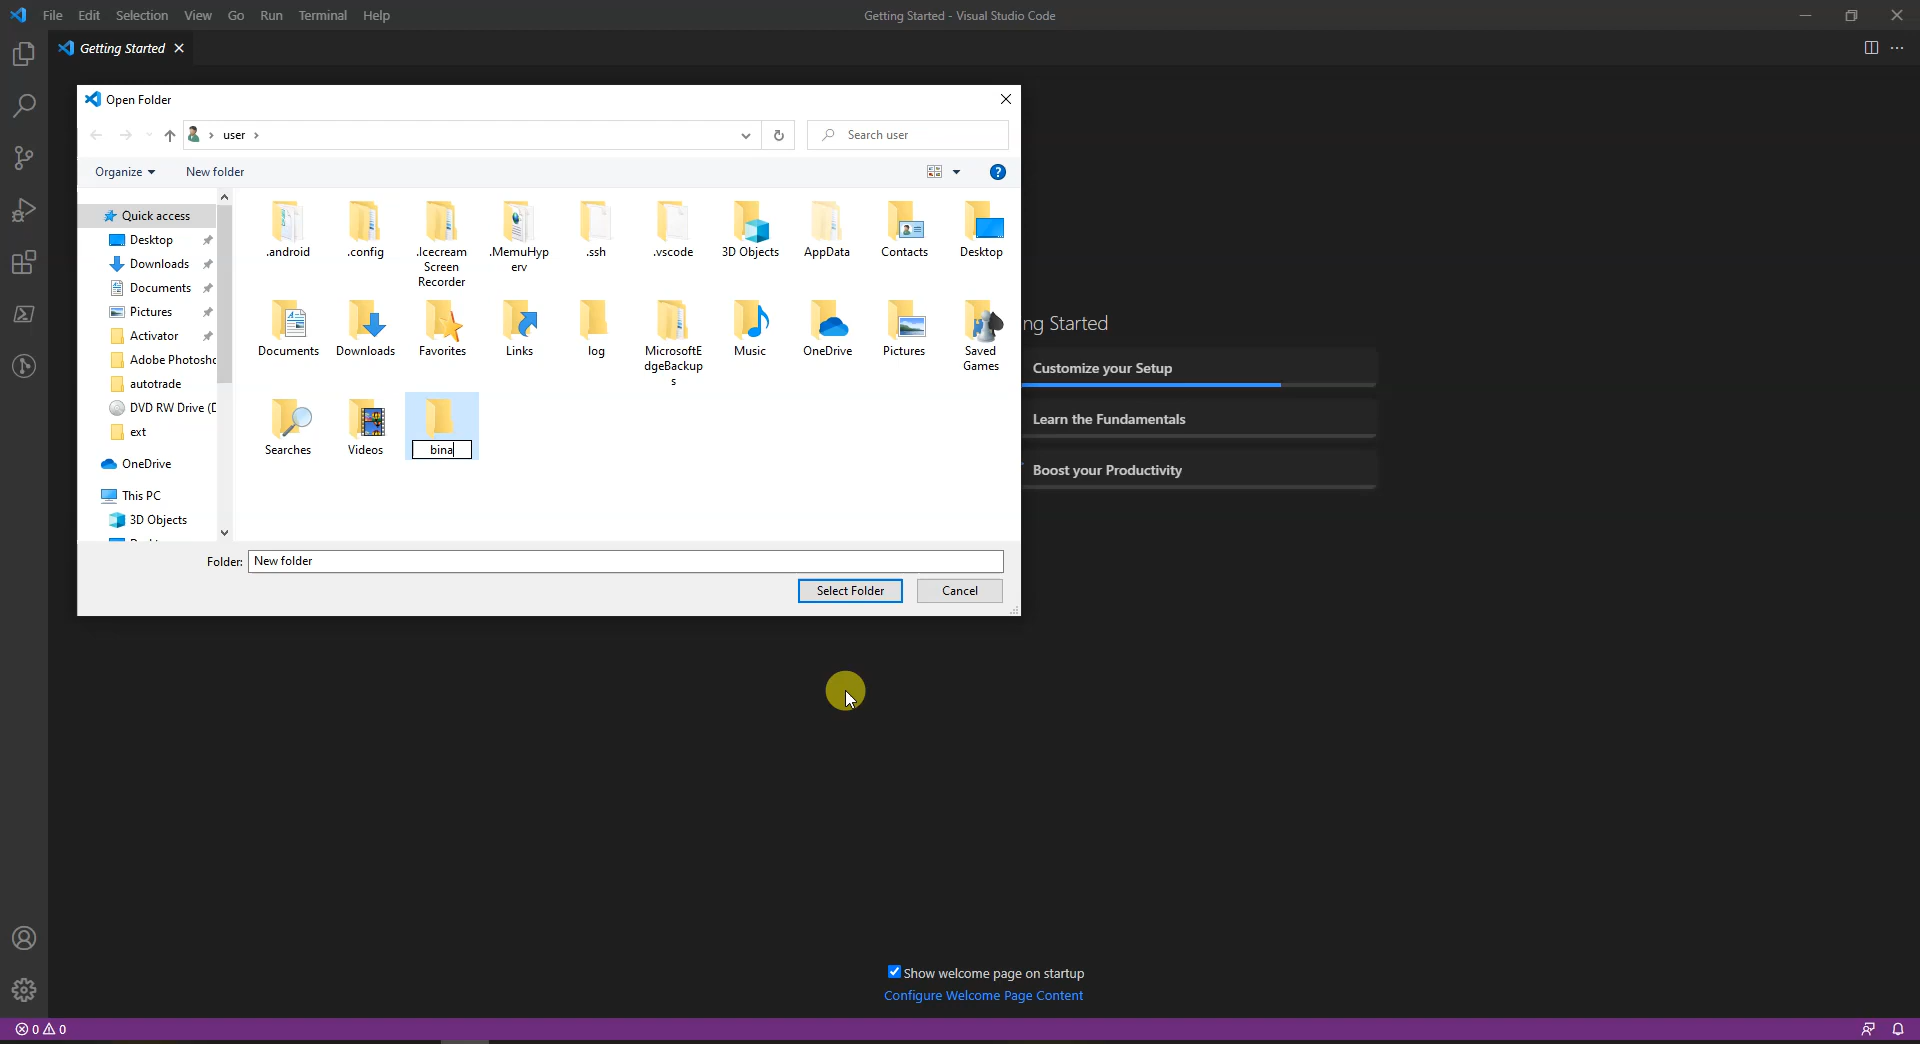 File Edit Selection View Go Run Terminal Help
Getting Started - Visual Studio Code
Getting Started
Open Folder
user
Search user
Organize
New folder
Quick access
Desktop
Downloads
Documents
Pictures
Activator
Adobe Photosho
autotrade
DVD RW Drive (D
ext
OneDrive
This PC
3D Objects
.android
.config
.Icecream
Screen
Recorder
.MemuHyp
erv
.ssh
.vscode
3D Objects
AppData
Contacts
Desktop
Documents
Downloads
Favorites
Links
log
MicrosoftE
dgeBackup
s
Music
OneDrive
Pictures
Saved
Games
Searches
Videos
bina
Folder: New folder
Select Folder
Cancel
ng Started
Customize your Setup
Learn the Fundamentals
Boost your Productivity
Show welcome page on startup
Configure Welcome Page Content
0 0